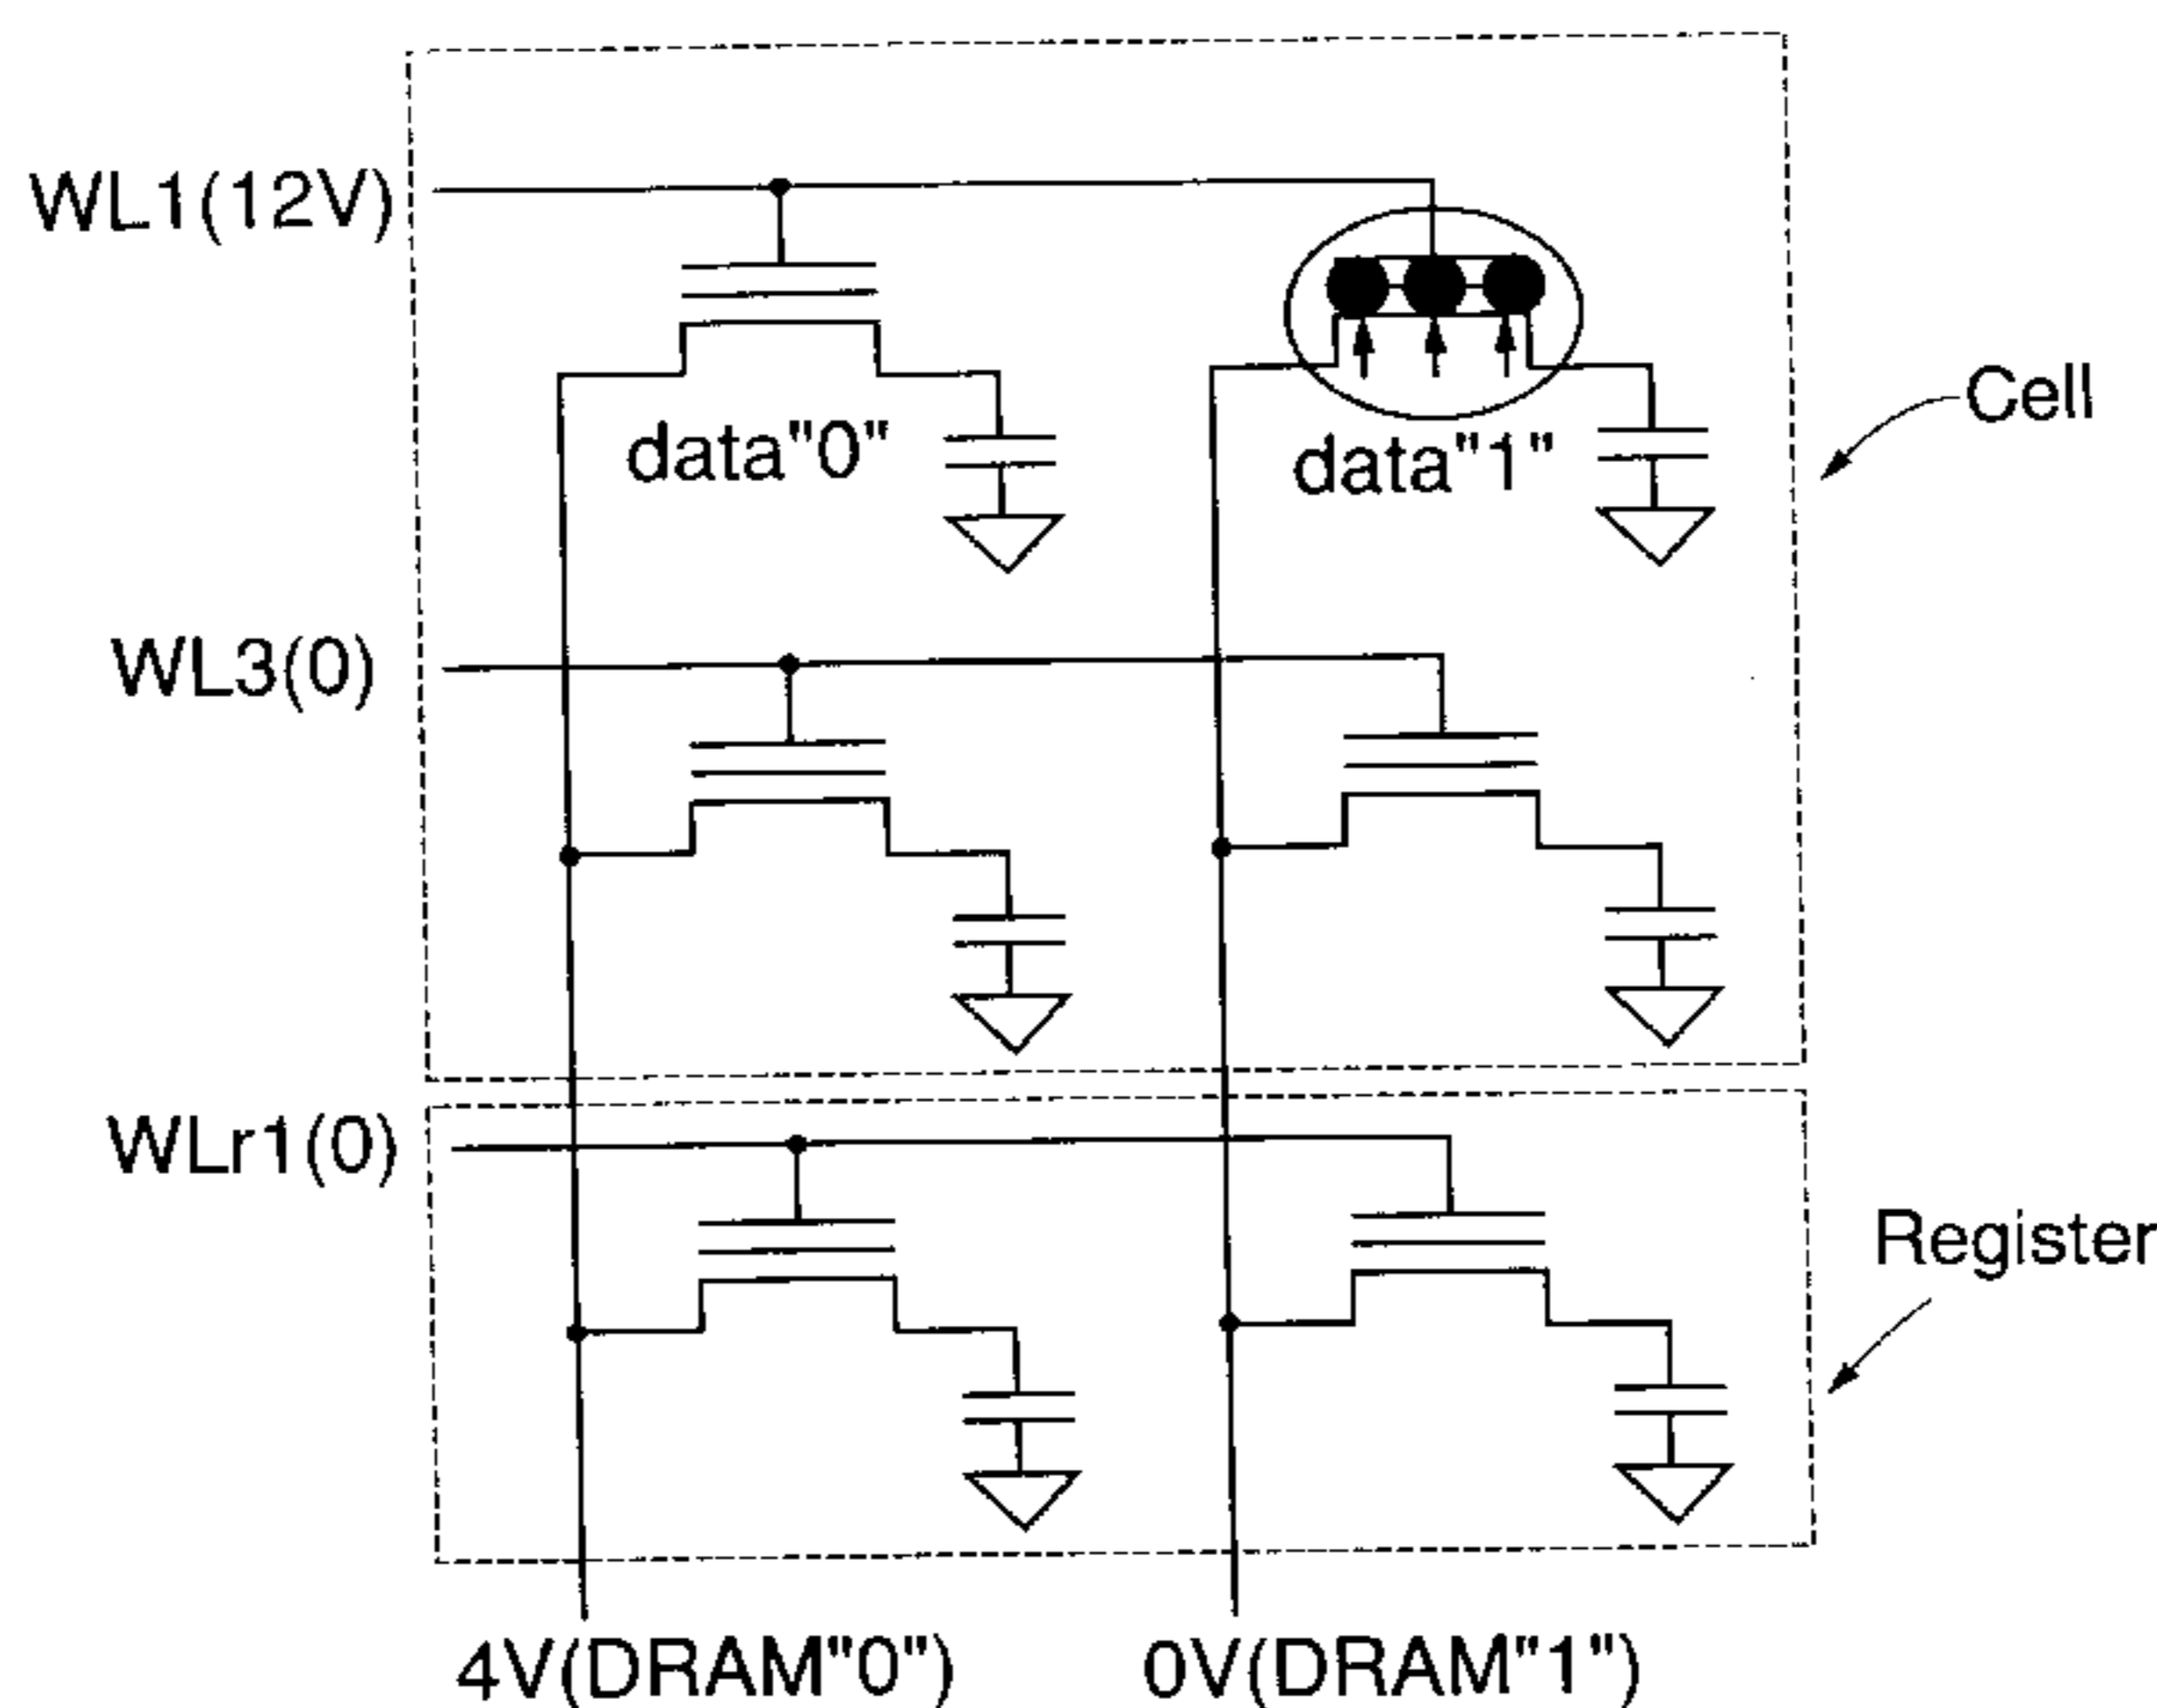 WL1(12V)
data"0"
data"1"
Cell
WL3(0)
WLr1(0)
Register
4V(DRAM"0")
0V(DRAM"1")